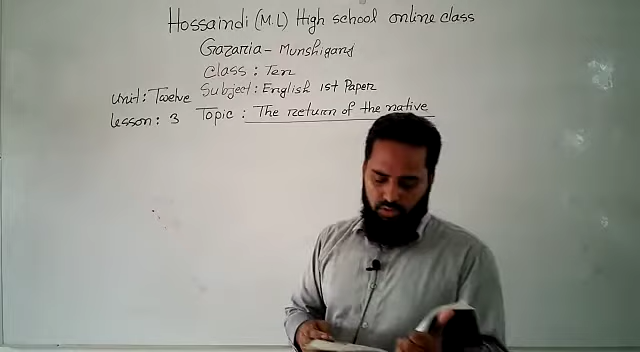 Hossaindi (M.L) High school online class
Gazaria - Munshiganj
Class : Ten
Unit : Twelve Subject : English 1st Paper
Lesson : 3 Topic : The return of the native